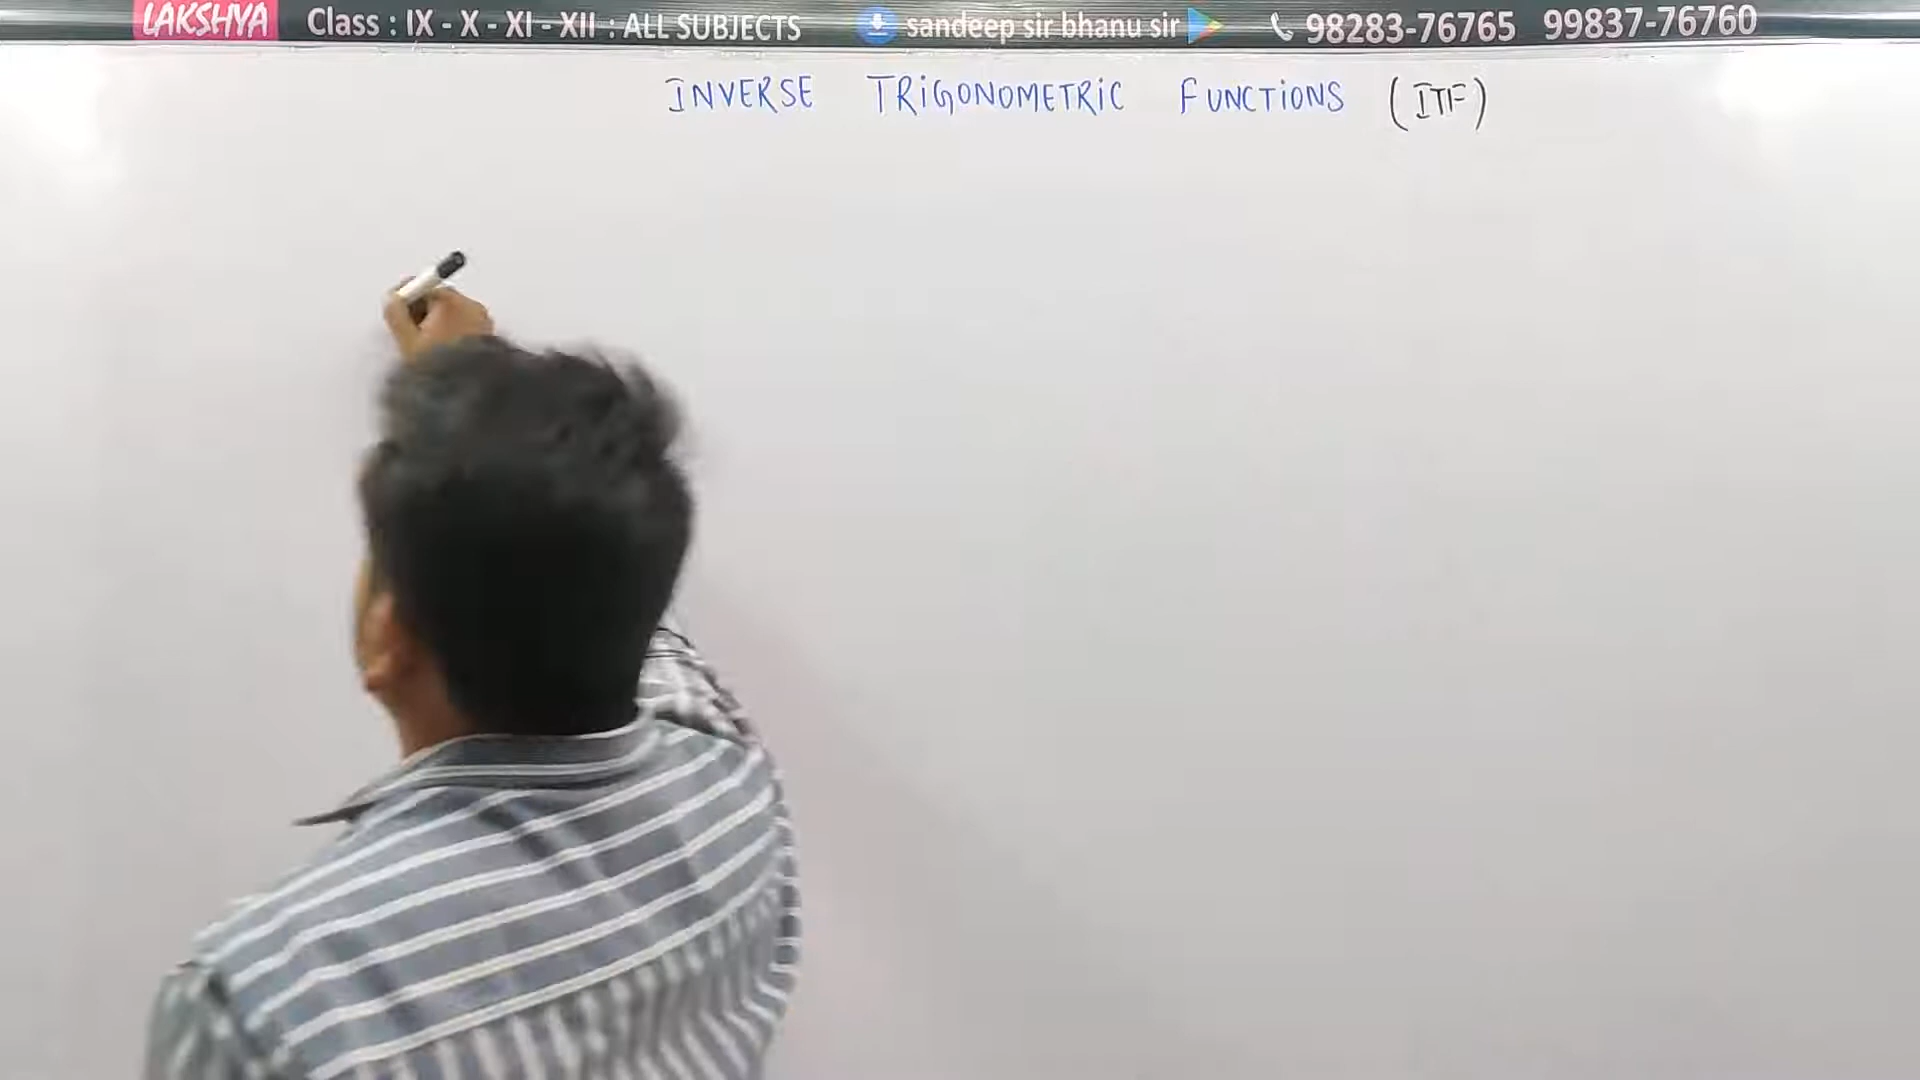 LAKSHYA Class : IX - X - XI - XII : ALL SUBJECTS sandeep sir bhanu sir 98283-76765 99837-76760
INVERSE TRIGONOMETRIC FUNCTIONS (ITF)